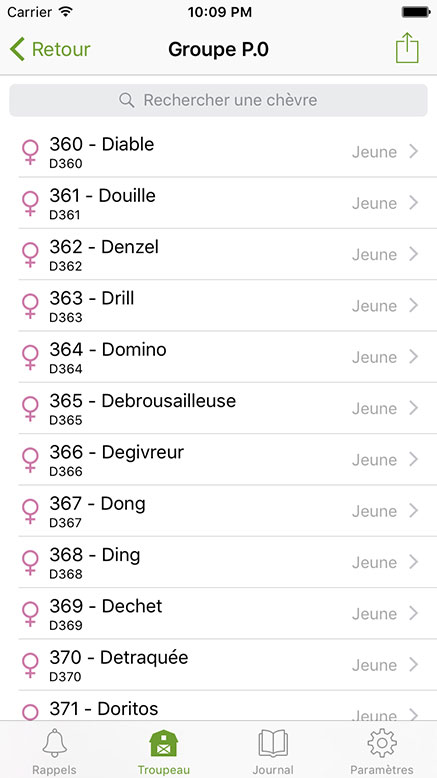 Carrier 10:09 PM
Retour Groupe P.0
Rechercher une chèvre
360 - Diable
D360
Jeune
361 - Douille
D361
Jeune
362 - Denzel
D362
Jeune
363 - Drill
D363
Jeune
364 - Domino
D364
Jeune
365 - Debrousailleuse
D365
Jeune
366 - Degivreur
D366
Jeune
367 - Dong
D367
Jeune
368 - Ding
D368
Jeune
369 - Dechet
D369
Jeune
370 - Detraquée
D370
Jeune
371 - Doritos
Jeune
Rappels Troupeau Journal Paramètres